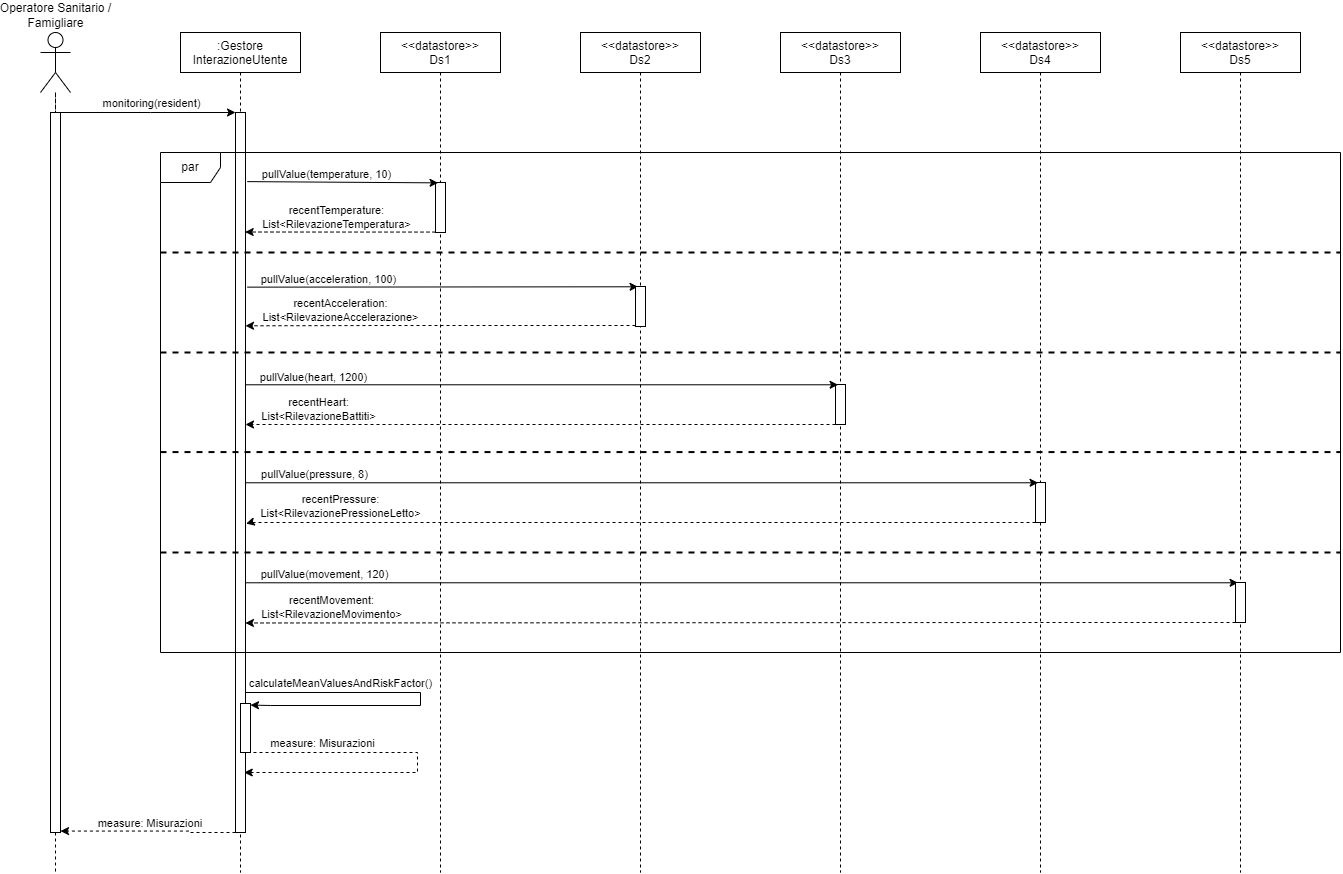 Operatore Sanitario /
Famigliare
:Gestore
InterazioneUtente
<<datastore>>
Ds1
<<datastore>>
Ds2
<<datastore>>
Ds3
<<datastore>>
Ds4
<<datastore>>
Ds5
monitoring(resident)
par
pullValue(temperature, 10)
recentTemperature:
List<RilevazioneTemperatura>
pullValue(acceleration, 100)
recentAcceleration:
List<RilevazioneAccelerazione>
pullValue(heart, 1200)
recentHeart:
List<RilevazioneBattiti>
pullValue(pressure, 8)
recentPressure:
List<RilevazionePressioneLetto>
pullValue(movement, 120)
recentMovement:
List<RilevazioneMovimento>
calculateMeanValuesAndRiskFactor()
measure: Misurazioni
measure: Misurazioni